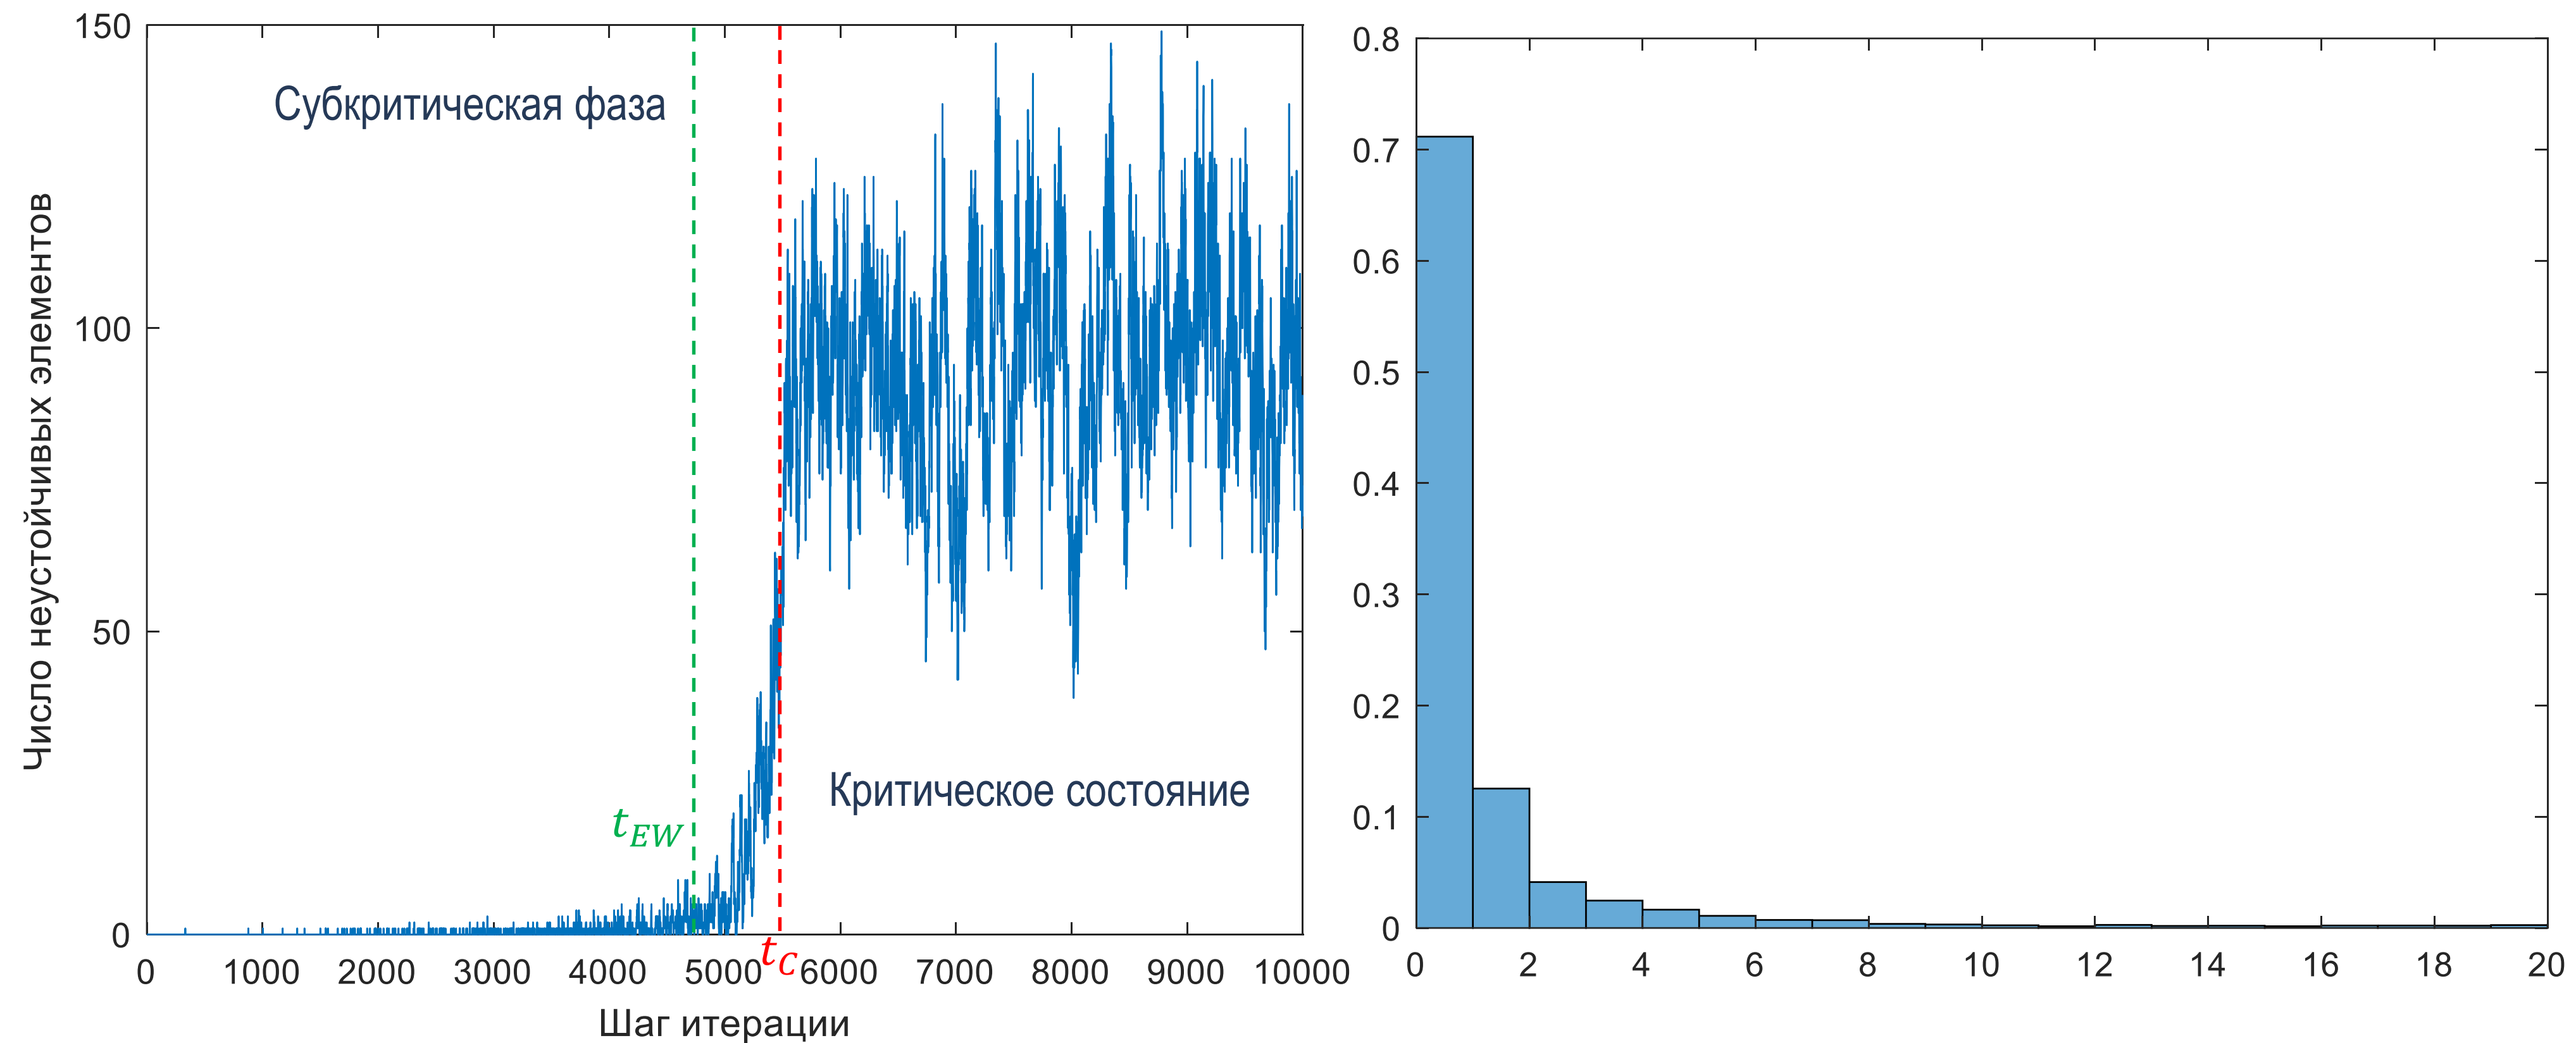 150
100
50
0
Число неустойчивых элементов
Субкритическая фаза
Критическое состояние
t_EW
t_C
0 1000 2000 3000 4000 5000 6000 7000 8000 9000 10000
Шаг итерации
0.8
0.7
0.6
0.5
0.4
0.3
0.2
0.1
0
0 2 4 6 8 10 12 14 16 18 20